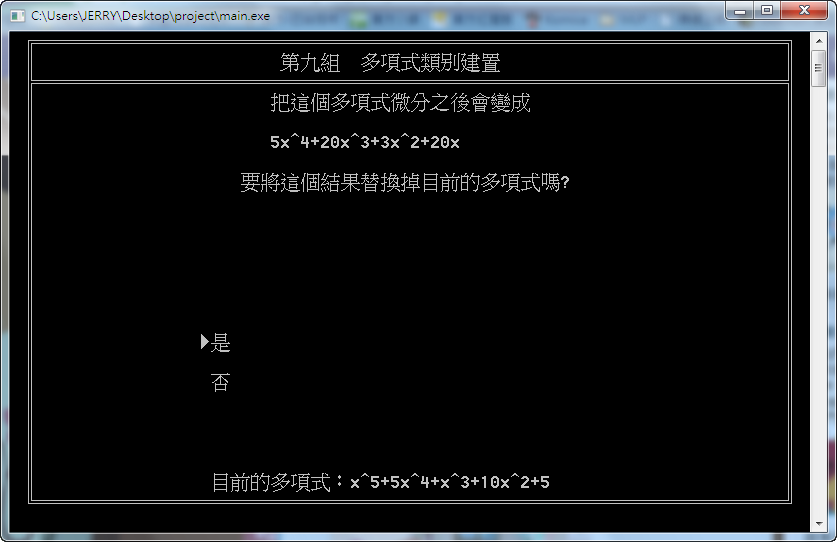 C:\Users\JERRY\Desktop\project\main.exe
第九組　多項式類別建置
把這個多項式微分之後會變成
5x^4+20x^3+3x^2+20x
要將這個結果替換掉目前的多項式嗎?
是
否
目前的多項式：x^5+5x^4+x^3+10x^2+5